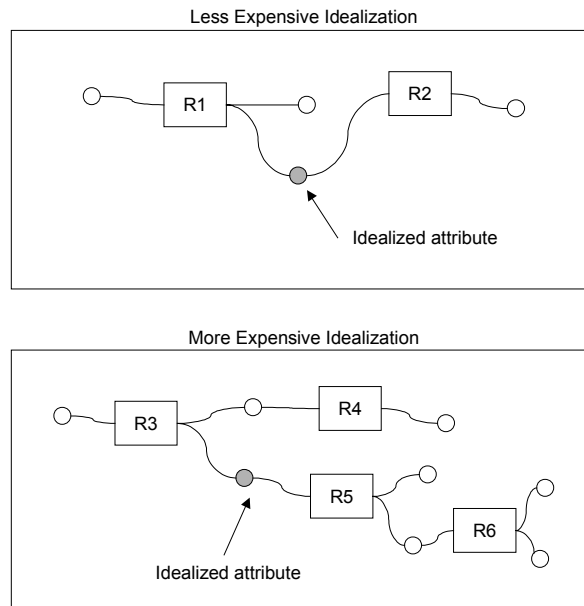 Less Expensive Idealization
R1
R2
Idealized attribute
More Expensive Idealization
R3
R4
R5
R6
Idealized attribute